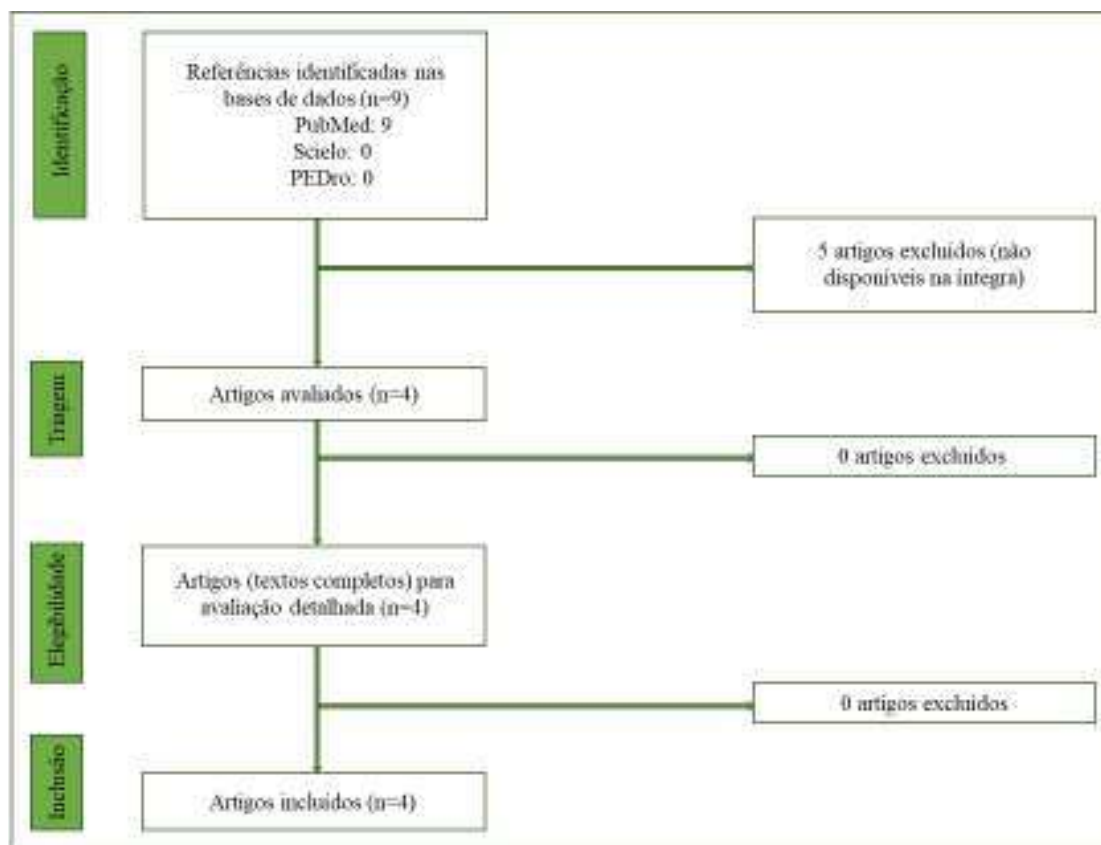 Identificação
Referências identificadas nas
bases de dados (n=9)
PubMed: 9
Scielo: 0
PEDro: 0
5 artigos excluídos (não
disponíveis na íntegra)
Triagem
Artigos avaliados (n=4)
0 artigos excluídos
Elegibilidade
Artigos (textos completos) para
avaliação detalhada (n=4)
0 artigos excluídos
Inclusão
Artigos incluídos (n=4)